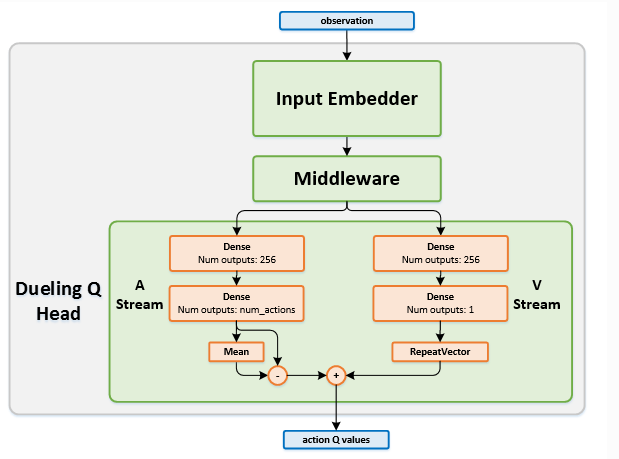 observation
Input Embedder
Middleware
Dueling Q
Head
A
Stream
Dense
Num outputs: 256
Dense
Num outputs: num_actions
Mean
-
+
Dense
Num outputs: 256
Dense
Num outputs: 1
RepeatVector
V
Stream
action Q values